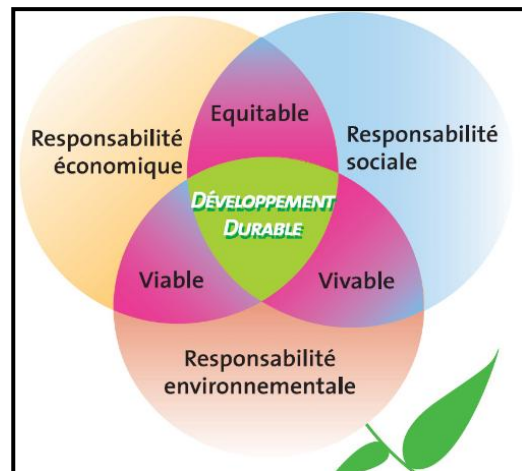 Equitable
Responsabilité
économique
Responsabilité
sociale
DÉVELOPPEMENT
DURABLE
Viable
Vivable
Responsabilité
environnementale